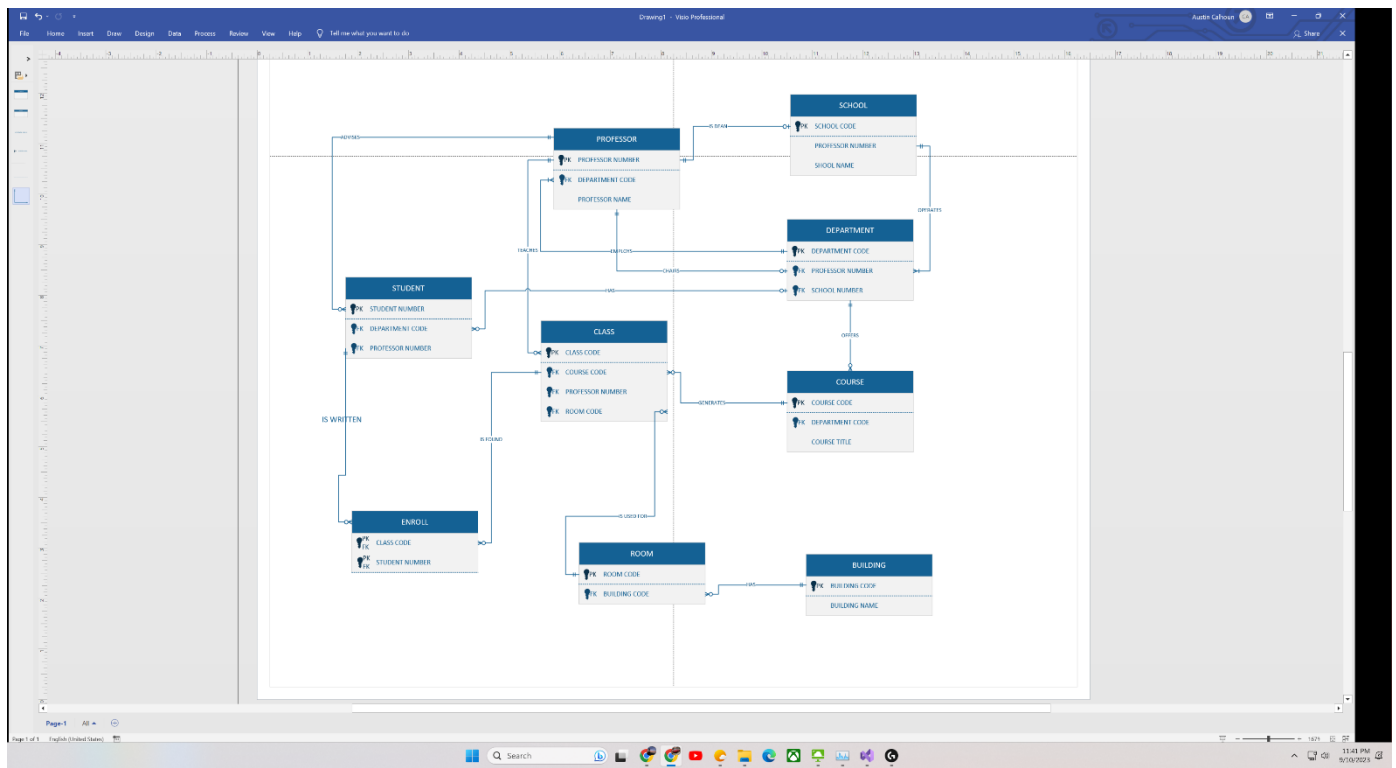 Drawing1 - Visio Professional
Austin Calhoun
CA
File Home Insert Draw Design Data Process Review View Help Tell me what you want to do
Share
SCHOOL
PK SCHOOL CODE
PROFESSOR NUMBER
SHOOL NAME
IS DEAN
ADVISES
PROFESSOR
PK PROFESSOR NUMBER
FK DEPARTMENT CODE
PROFESSOR NAME
OPERATES
DEPARTMENT
PK DEPARTMENT CODE
FK PROFESSOR NUMBER
FK SCHOOL NUMBER
TEACHES
EMPLOYS
CHAIRS
HAS
STUDENT
PK STUDENT NUMBER
FK DEPARTMENT CODE
FK PROFESSOR NUMBER
CLASS
PK CLASS CODE
FK COURSE CODE
FK PROFESSOR NUMBER
FK ROOM CODE
OFFERS
COURSE
PK COURSE CODE
FK DEPARTMENT CODE
COURSE TITLE
GENERATES
IS WRITTEN
IS FOUND
ENROLL
PK
FK CLASS CODE
PK
FK STUDENT NUMBER
IS USED FOR
ROOM
PK ROOM CODE
FK BUILDING CODE
HAS
BUILDING
PK BUILDING CODE
BUILDING NAME
Page-1 All
Page 1 of 1 English (United States)
Search
11:41 PM
9/10/2023